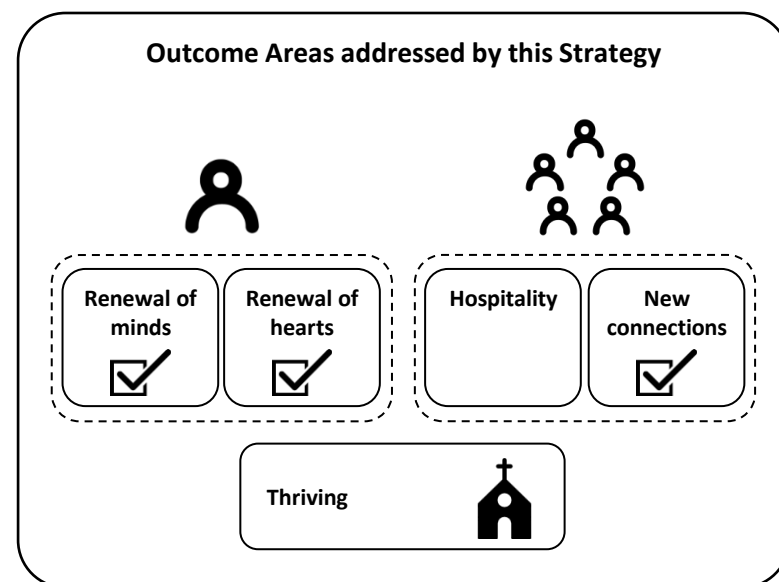 Outcome Areas addressed by this Strategy
Renewal of
minds
Renewal of
hearts
Hospitality
New
connections
Thriving